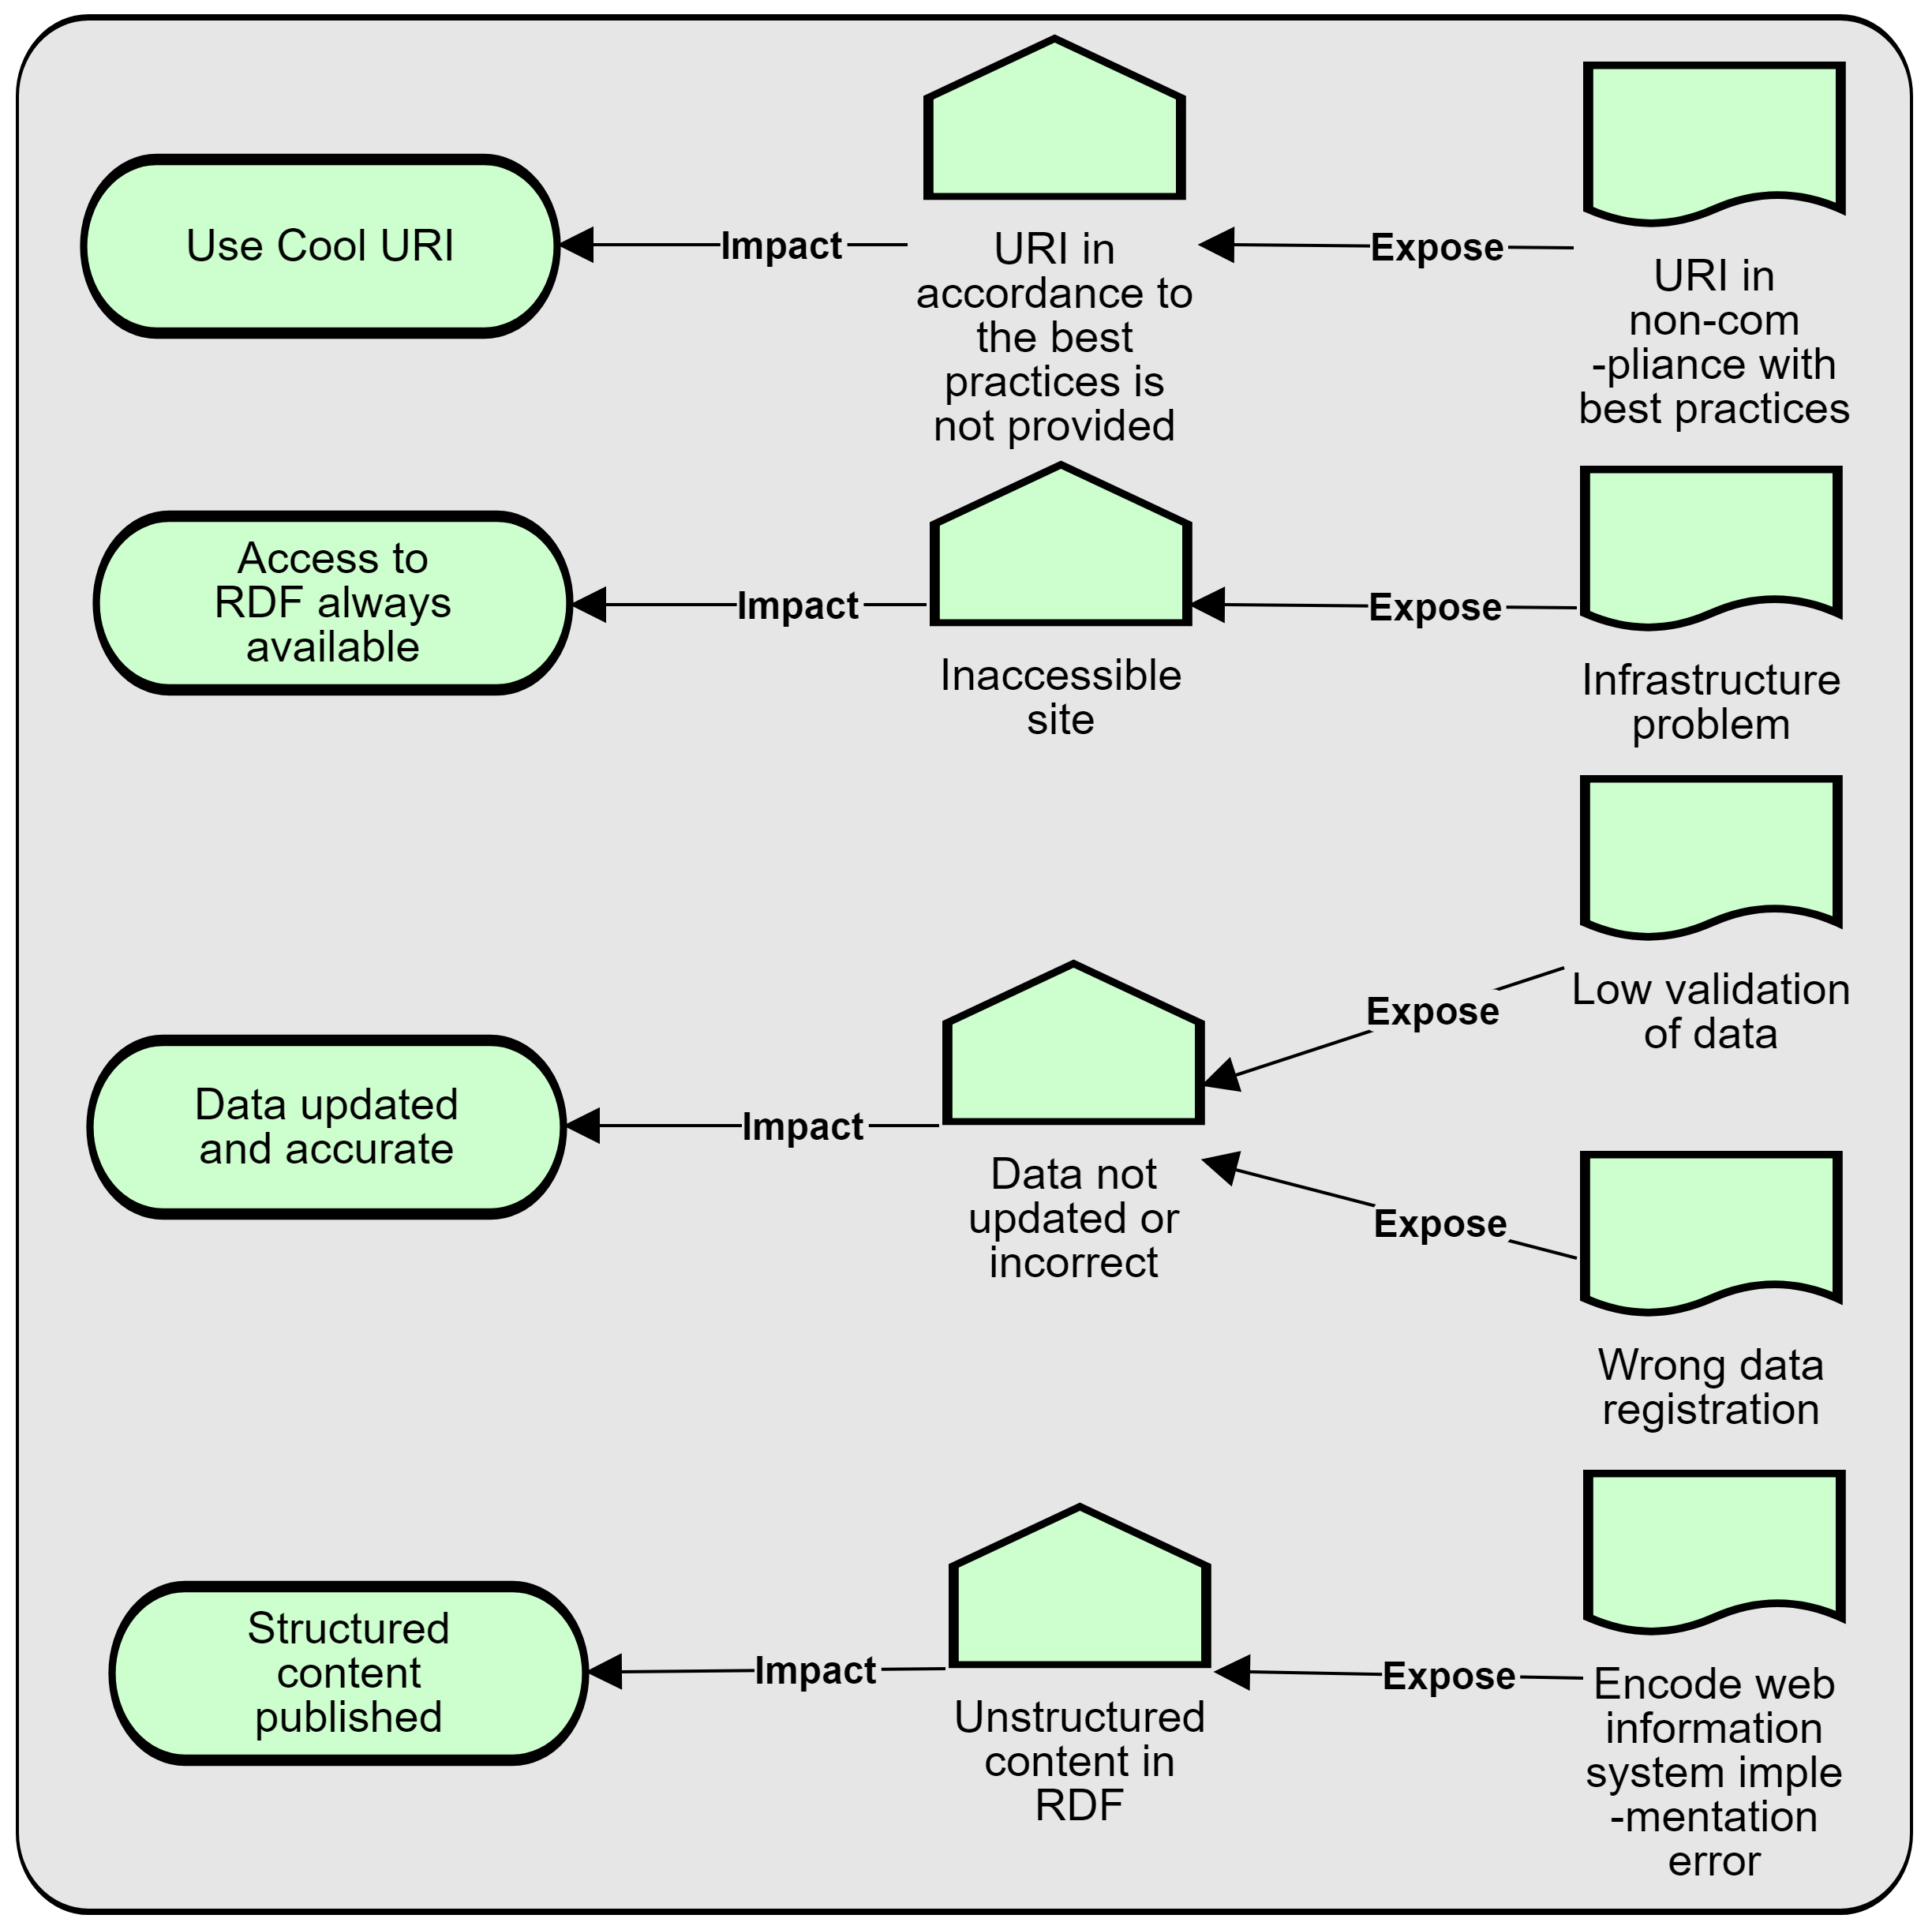 Use Cool URI
Impact
URI in
accordance to
the best
practices is
not provided
Expose
URI in
non-com
-pliance with
best practices
Access to
RDF always
available
Impact
Inaccessible
site
Expose
Infrastructure
problem
Data updated
and accurate
Impact
Data not
updated or
incorrect
Expose
Low validation
of data
Expose
Wrong data
registration
Structured
content
published
Impact
Unstructured
content in
RDF
Expose
Encode web
information
system imple
-mentation
error